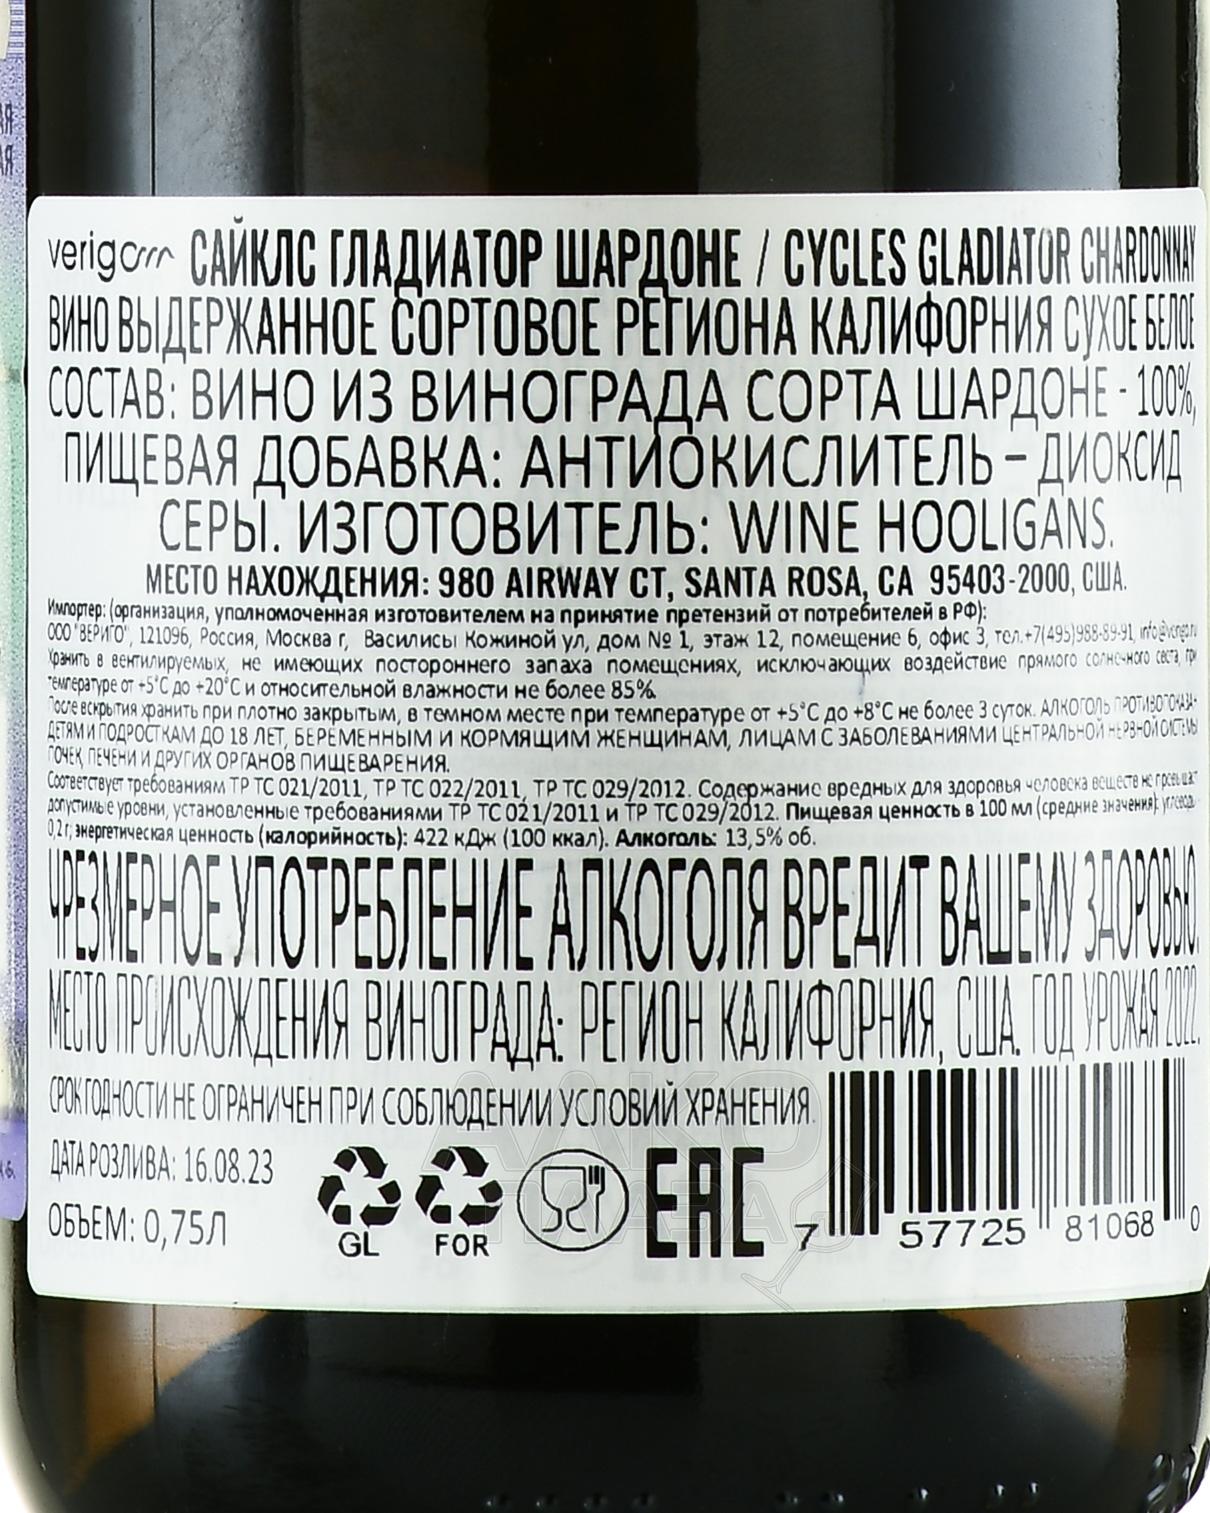 verigorrr САЙКЛС ГЛАДИАТОР ШАРДОНЕ / CYCLES GLADIATOR CHARDONNAY
ВИНО ВЫДЕРЖАННОЕ СОРТОВОЕ РЕГИОНА КАЛИФОРНИЯ СУХОЕ БЕЛОЕ
СОСТАВ: ВИНО ИЗ ВИНОГРАДА СОРТА ШАРДОНЕ - 100%,
ПИЩЕВАЯ ДОБАВКА: АНТИОКИСЛИТЕЛЬ – ДИОКСИД
СЕРЫ. ИЗГОТОВИТЕЛЬ: WINE HOOLIGANS.
МЕСТО НАХОЖДЕНИЯ: 980 AIRWAY CT, SANTA ROSA, CA 95403-2000, США.
Импортер: (организация, уполномоченная изготовителем на принятие претензий от потребителей в РФ):
ООО "ВЕРИГО", 121096, Россия, Москва г, Василисы Кожиной ул, дом № 1, этаж 12, помещение 6, офис 3, тел.+7(495)988-89-91, info@verigo.ru
Хранить в вентилируемых, не имеющих постороннего запаха помещениях, исключающих воздействие прямого солнечного света, при
температуре от +5°С до +20°С и относительной влажности не более 85%.
После вскрытия хранить при плотно закрытым, в темном месте при температуре от +5°С до +8°С не более 3 суток. АЛКОГОЛЬ ПРОТИВОПОКАЗАН
ДЕТЯМ И ПОДРОСТКАМ ДО 18 ЛЕТ, БЕРЕМЕННЫМ И КОРМЯЩИМ ЖЕНЩИНАМ, ЛИЦАМ С ЗАБОЛЕВАНИЯМИ ЦЕНТРАЛЬНОЙ НЕРВНОЙ СИСТЕМЫ
ПОЧЕК, ПЕЧЕНИ И ДРУГИХ ОРГАНОВ ПИЩЕВАРЕНИЯ.
Соответствует требованиям ТР ТС 021/2011, ТР ТС 022/2011, ТР ТС 029/2012. Содержание вредных для здоровья человека веществ не превышает
допустимые уровни, установленные требованиями ТР ТС 021/2011 и ТР ТС 029/2012. Пищевая ценность в 100 мл (средние значения): углеводы
0,2 г; энергетическая ценность (калорийность): 422 кДж (100 ккал). Алкоголь: 13,5% об.
ЧРЕЗМЕРНОЕ УПОТРЕБЛЕНИЕ АЛКОГОЛЯ ВРЕДИТ ВАШЕМУ ЗДОРОВЬЮ.
МЕСТО ПРОИСХОЖДЕНИЯ ВИНОГРАДА: РЕГИОН КАЛИФОРНИЯ, США. ГОД УРОЖАЯ 2022.
СРОК ГОДНОСТИ НЕ ОГРАНИЧЕН ПРИ СОБЛЮДЕНИИ УСЛОВИЙ ХРАНЕНИЯ.
ДАТА РОЗЛИВА: 16.08.23
ОБЪЕМ: 0,75Л
GL FOR EAC
7 57725 81068 0
АЛКО
ГЛАВА